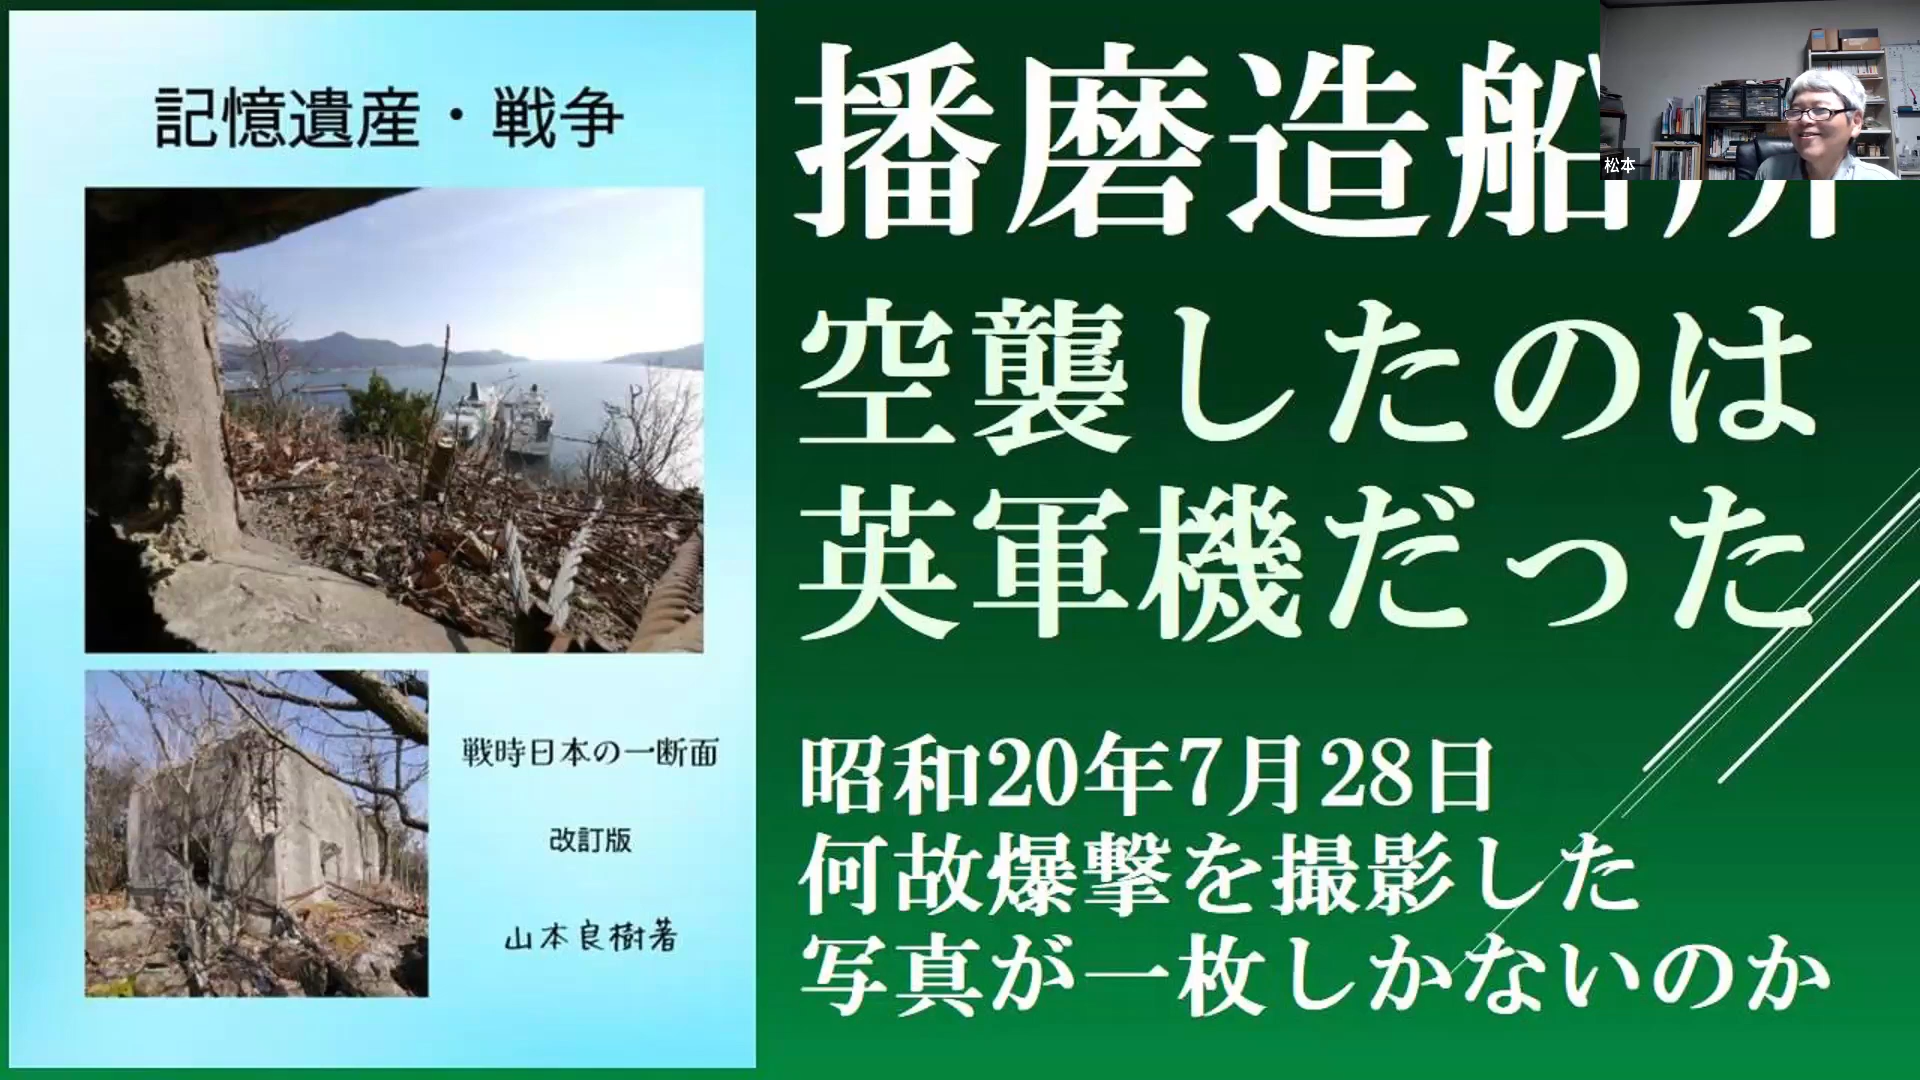 記憶遺産・戦争
戦時日本の一断面
改訂版
山本良樹著
播磨造船所
空襲したのは
英軍機だった
昭和20年7月28日
何故爆撃を撮影した
写真が一枚しかないのか
松本